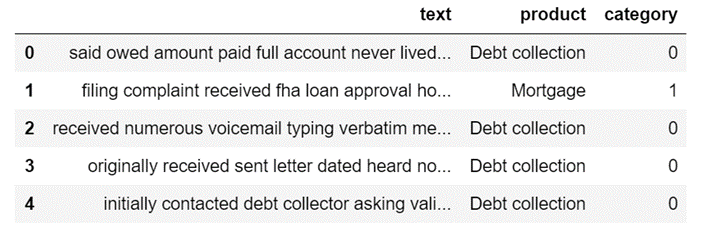 text product category
0 said owed amount paid full account never lived... Debt collection 0
1 filing complaint received fha loan approval ho... Mortgage 1
2 received numerous voicemail typing verbatim me... Debt collection 0
3 originally received sent letter dated heard no... Debt collection 0
4 initially contacted debt collector asking vali... Debt collection 0